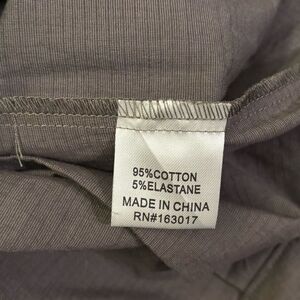 95%COTTON
5%ELASTANE
MADE IN CHINA
RN#163017